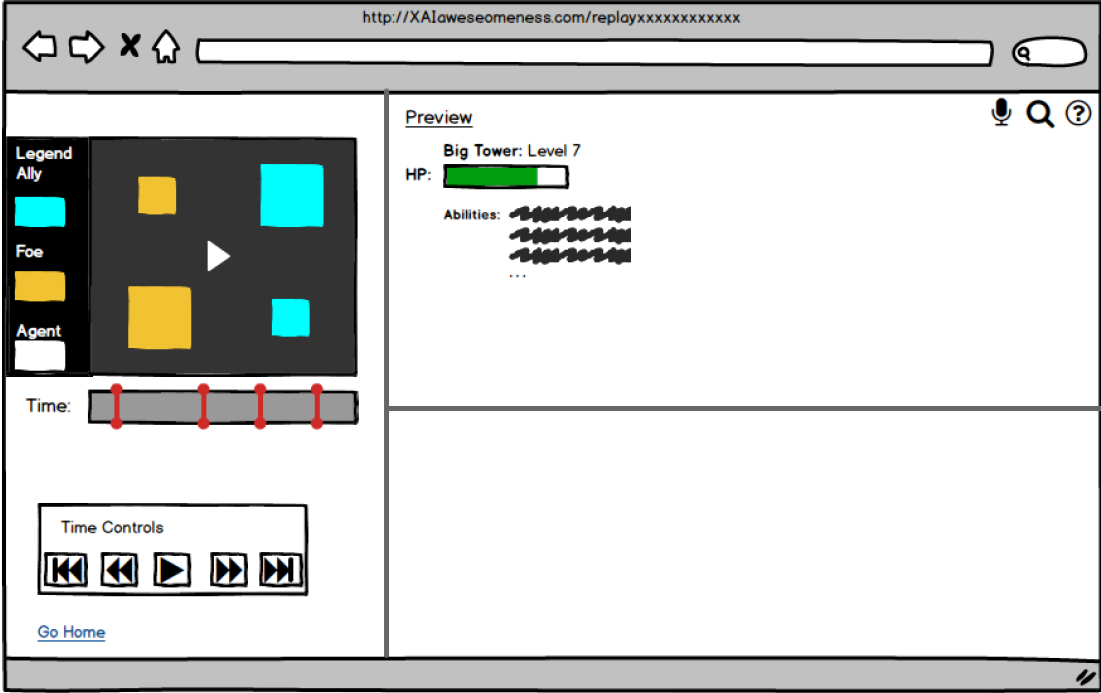 http://XAIaweseomeness.com/replayxxxxxxxxxxxx
Legend
Ally
Foe
Agent
Time:
Time Controls
Go Home
Preview
Big Tower: Level 7
HP:
Abilities:
...